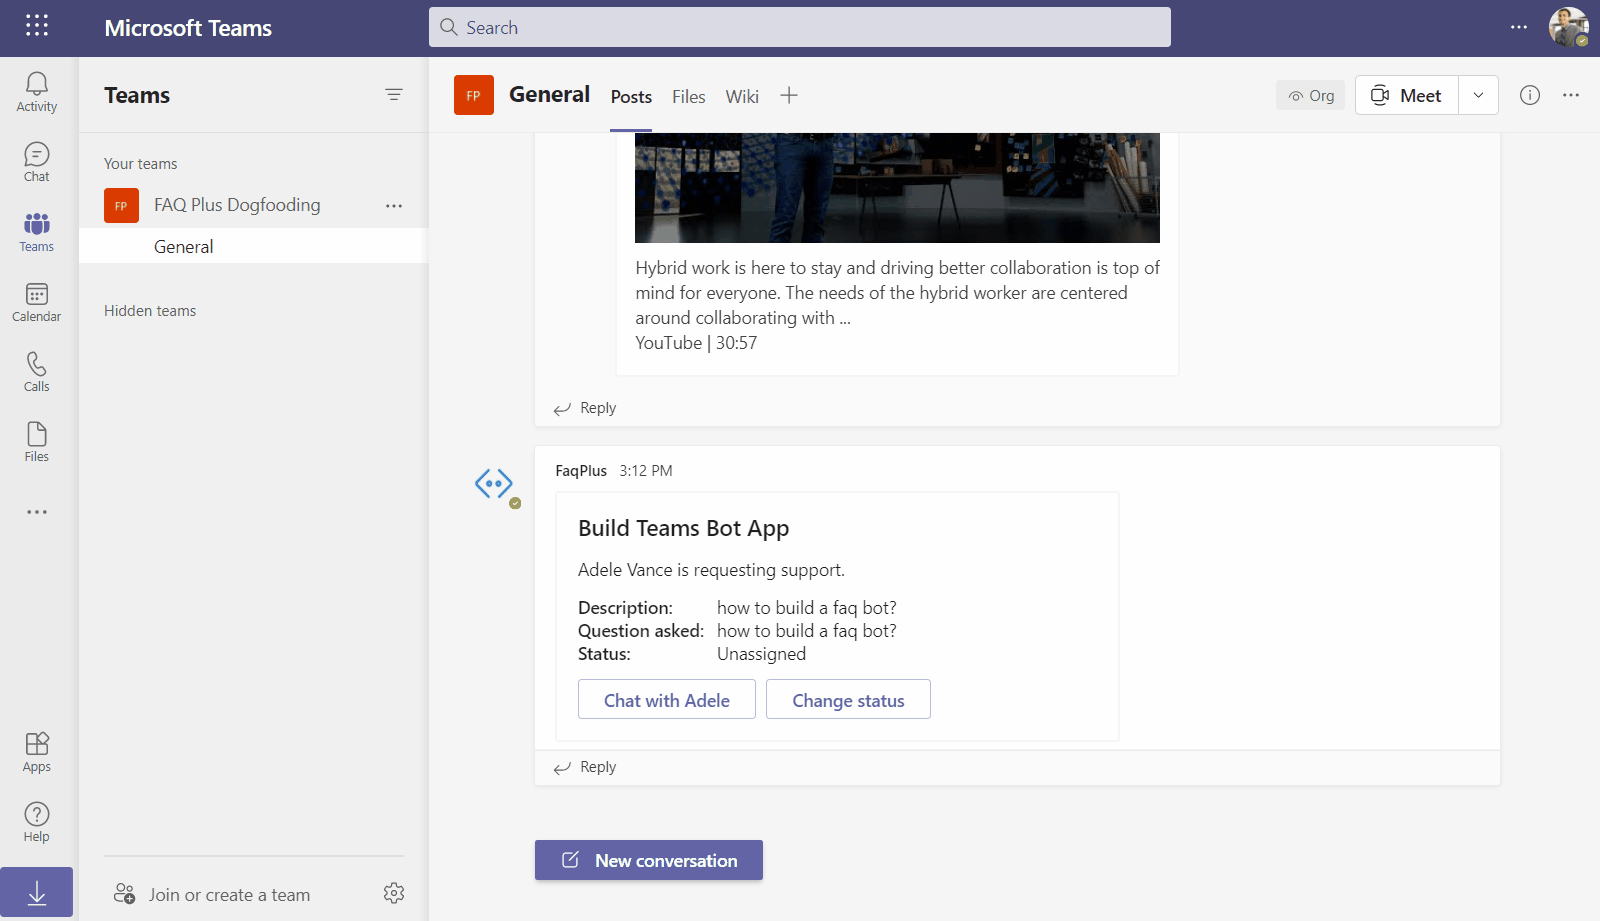 Microsoft Teams
Search
Activity
Chat
Teams
Calendar
Calls
Files
Apps
Help
Teams
Your teams
FP FAQ Plus Dogfooding
General
Hidden teams
Join or create a team
FP General Posts Files Wiki
Org Meet
Hybrid work is here to stay and driving better collaboration is top of
mind for everyone. The needs of the hybrid worker are centered
around collaborating with ...
YouTube | 30:57
Reply
FaqPlus 3:12 PM
Build Teams Bot App
Adele Vance is requesting support.
Description: how to build a faq bot?
Question asked: how to build a faq bot?
Status: Unassigned
Chat with Adele Change status
Reply
New conversation